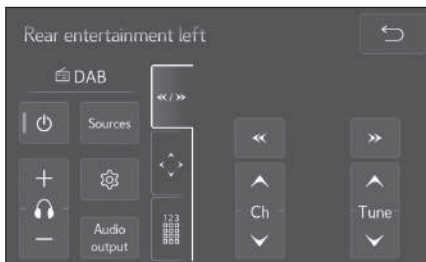 Rear entertainment left
DAB
Sources
Audio
output
123
Ch
Tune